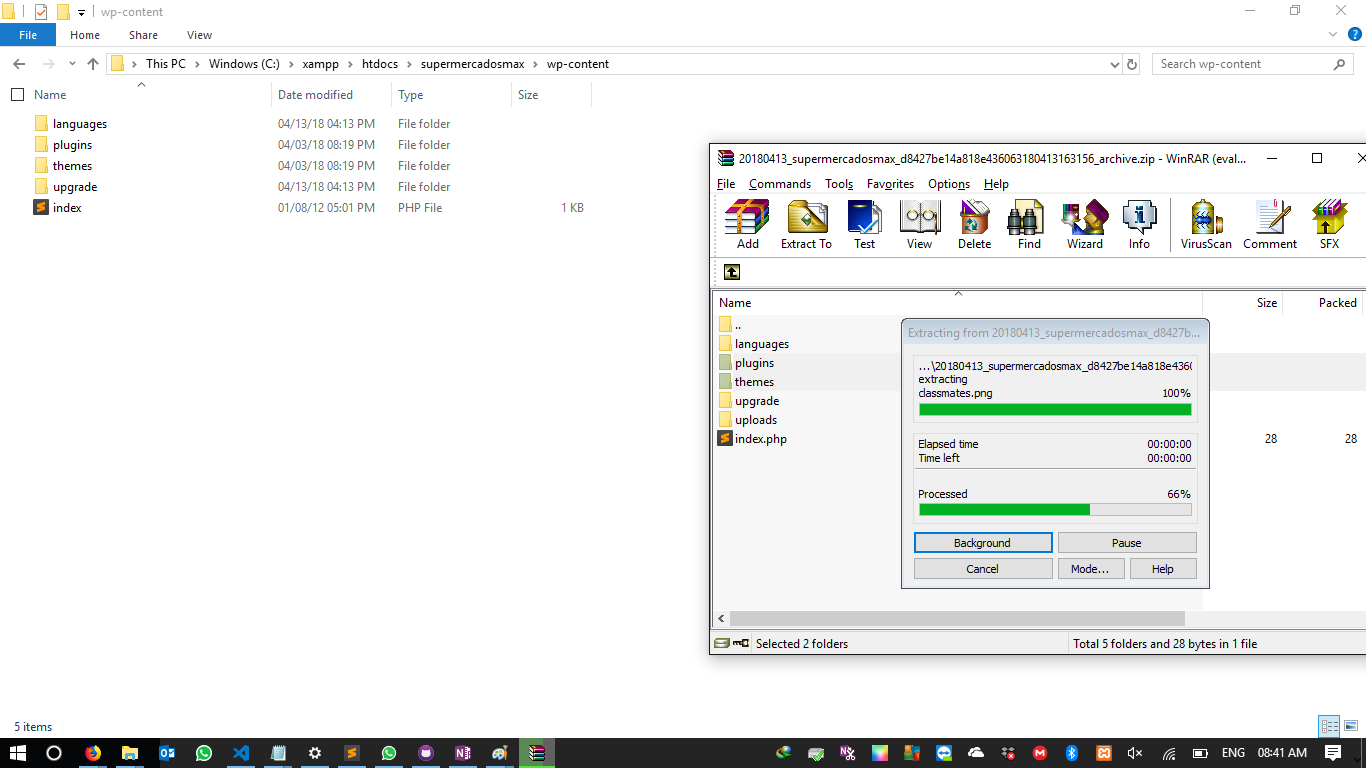 wp-content
File Home Share View
This PC Windows (C:) xampp htdocs supermercadosmax wp-content
Search wp-content
Name Date modified Type Size
languages 04/13/18 04:13 PM File folder
plugins 04/03/18 08:19 PM File folder
themes 04/03/18 08:19 PM File folder
upgrade 04/13/18 04:13 PM File folder
index 01/08/12 05:01 PM PHP File 1 KB
20180413_supermercadosmax_d8427be14a818e436063180413163156_archive.zip - WinRAR (eval...
File Commands Tools Favorites Options Help
Add Extract To Test View Delete Find Wizard Info VirusScan Comment SFX
Name Size Packed
..
languages
plugins
themes
upgrade
uploads
index.php 28 28
Extracting from 20180413_supermercadosmax_d8427b...
...\20180413_supermercadosmax_d8427be14a818e4360
extracting
classmates.png 100%
Elapsed time 00:00:00
Time left 00:00:00
Processed 66%
Background Pause
Cancel Mode... Help
Selected 2 folders
Total 5 folders and 28 bytes in 1 file
5 items
ENG 08:41 AM